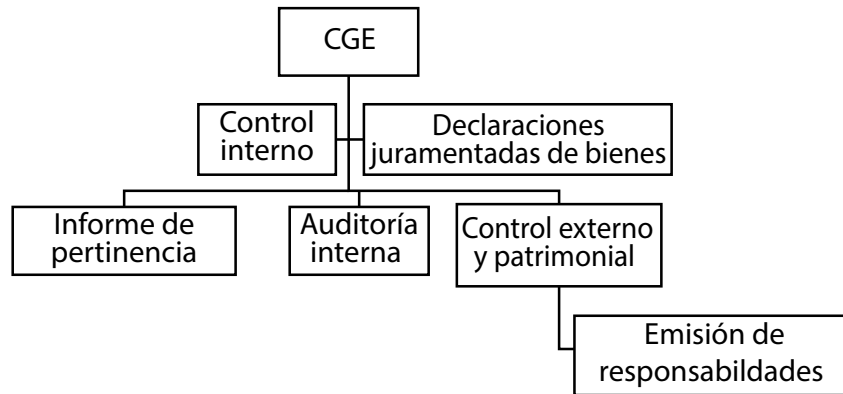 CGE
Control
interno
Declaraciones
juramentadas de bienes
Informe de
pertinencia
Auditoría
interna
Control externo
y patrimonial
Emisión de
responsabildades